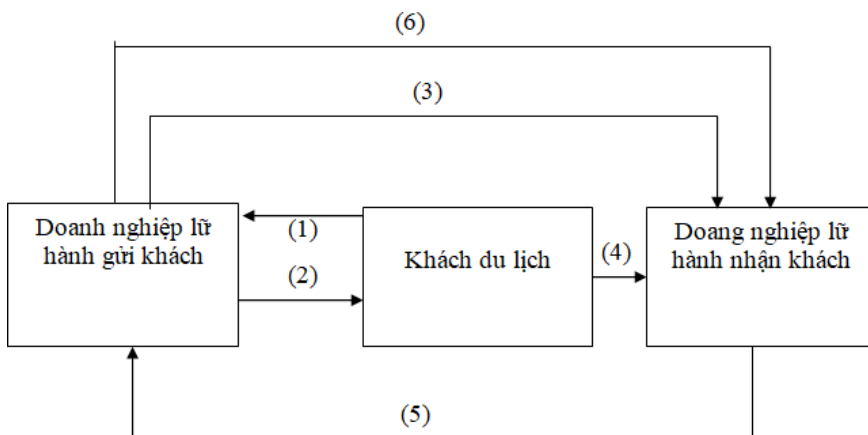 (6)
(3)
Doanh nghiệp lữ
hành gửi khách
(1)
(2)
Khách du lịch
(4)
Doang nghiệp lữ
hành nhận khách
(5)